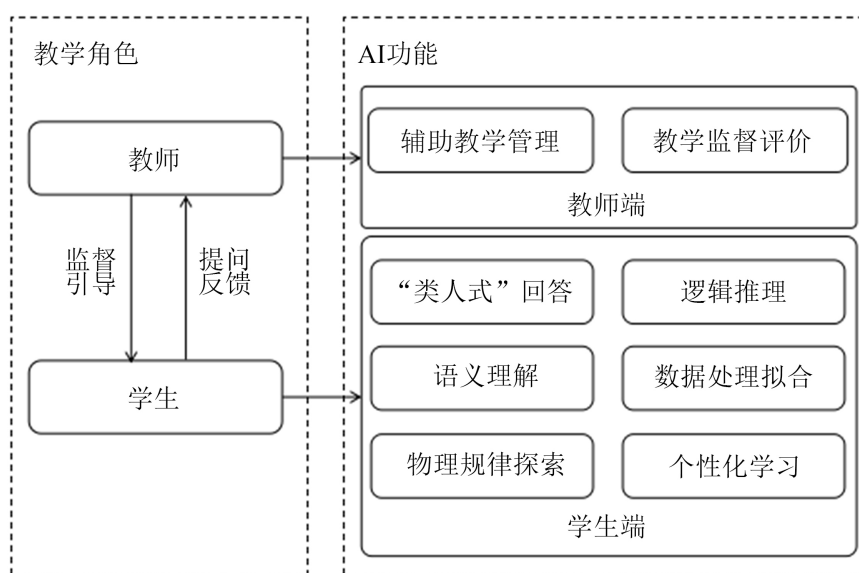 教学角色
教师
监督
引导
提问
反馈
学生
AI功能
辅助教学管理
教学监督评价
教师端
“类人式”回答
逻辑推理
语义理解
数据处理拟合
物理规律探索
个性化学习
学生端